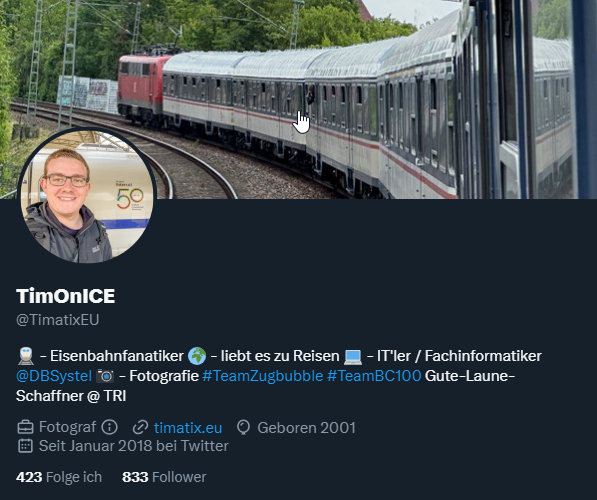 50
TimOnICE
@TimatixEU
- Eisenbahnfanatiker - liebt es zu Reisen - IT'ler / Fachinformatiker
@DBSystel - Fotografie #TeamZugbubble #TeamBC100 Gute-Laune-
Schaffner @ TRI
Fotograf timatix.eu Geboren 2001
Seit Januar 2018 bei Twitter
423 Folge ich 833 Follower